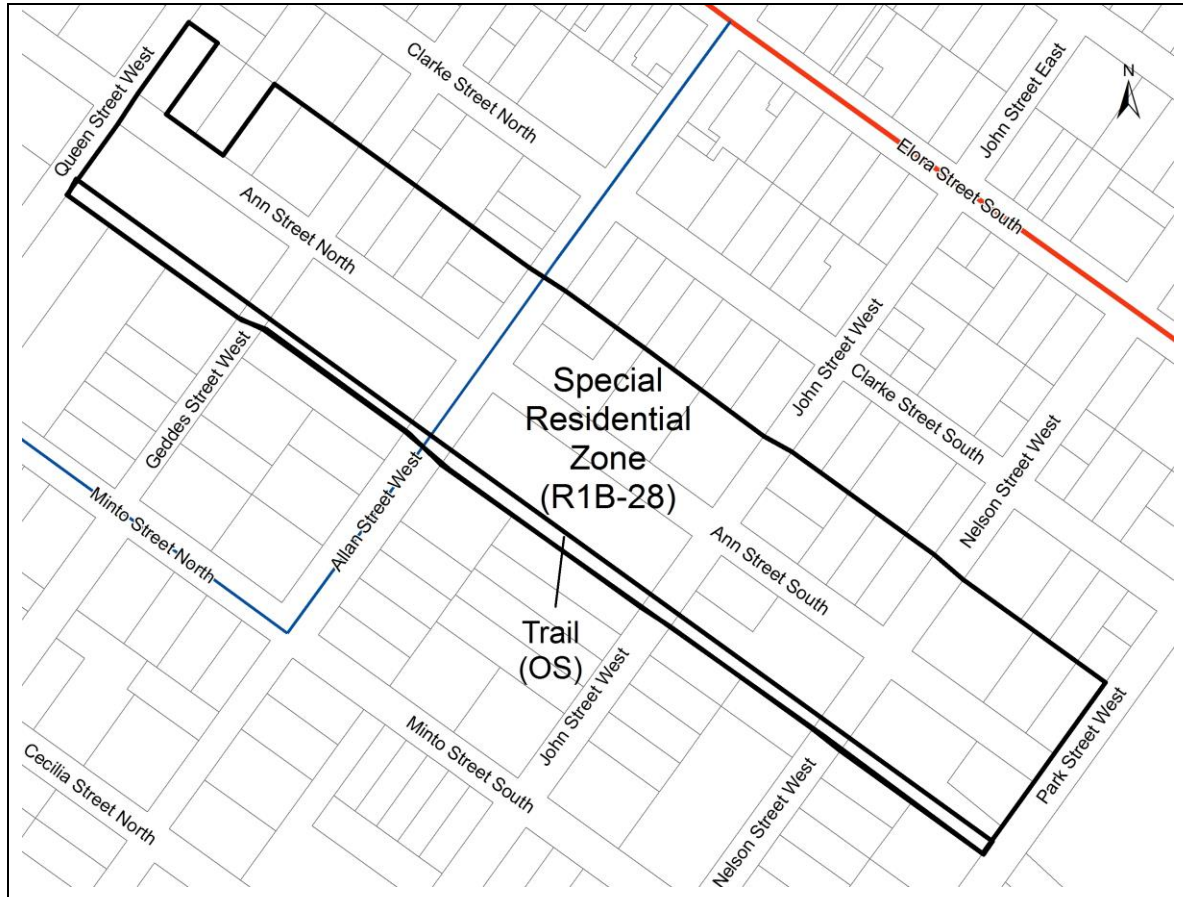 Queen Street West
Clarke Street North
John Street East
N
Elora Street South
Ann Street North
Geddes Street West
John Street West
Special
Residential
Zone
(R1B-28)
Clarke Street South
Nelson Street West
Minto Street North
Allan Street West
Ann Street South
Trail
(OS)
John Street West
Minto Street South
Park Street West
Cecilia Street North
Nelson Street West